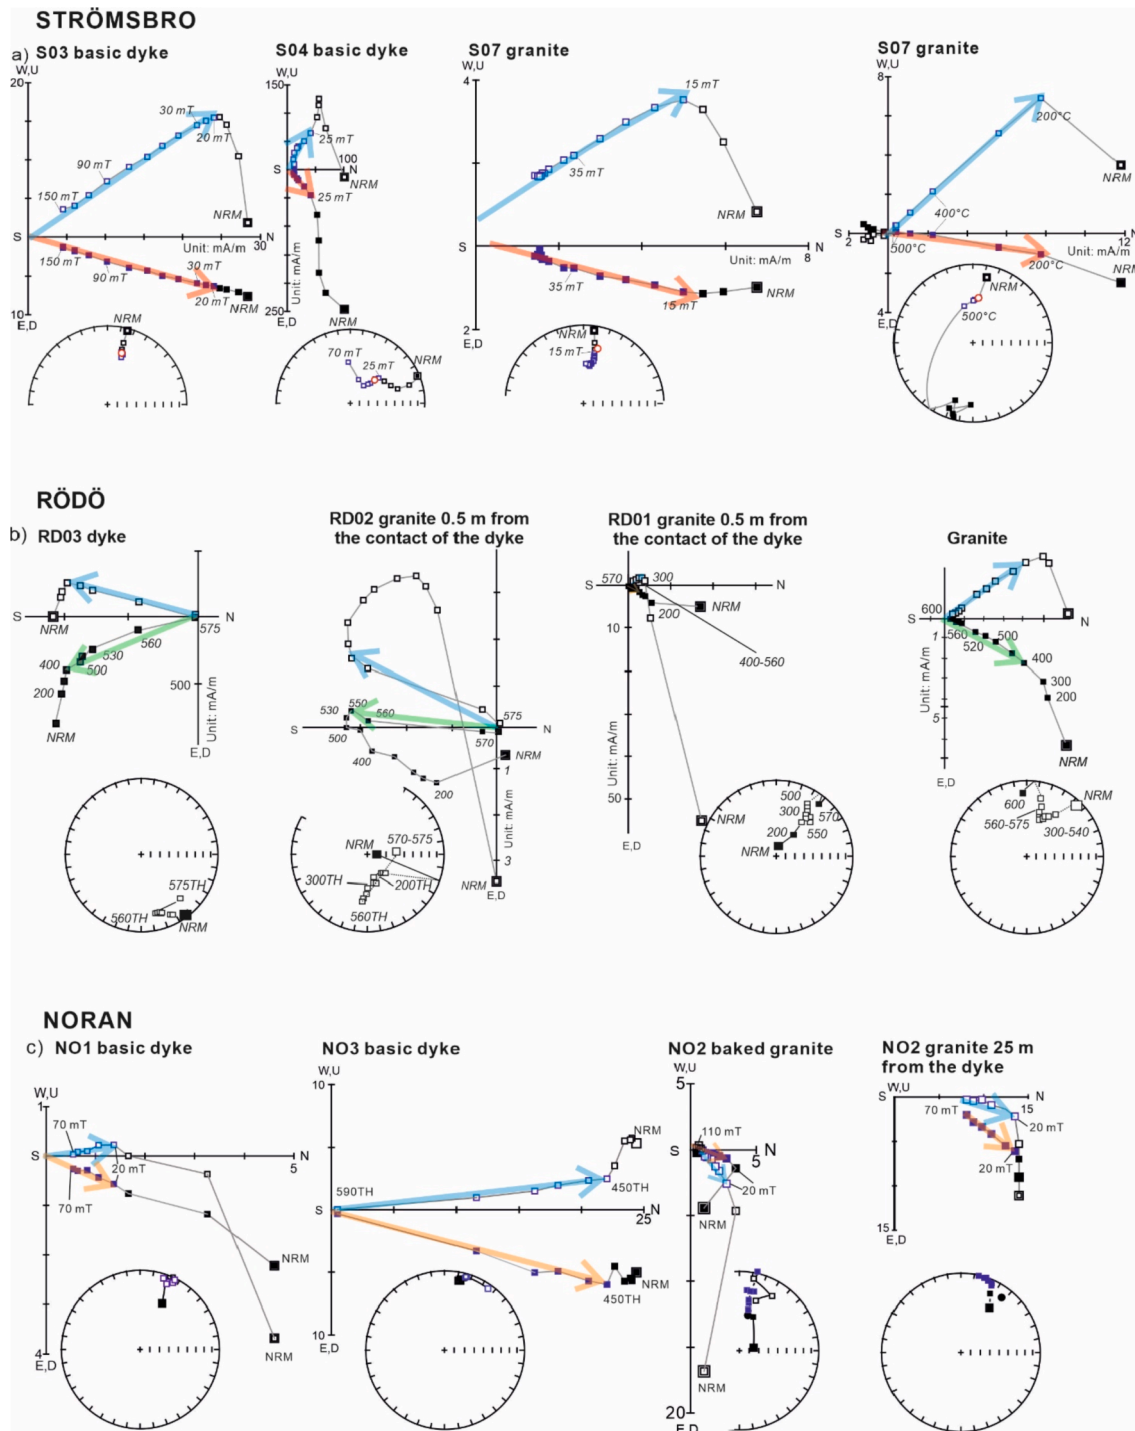 STRÖMSBRO
a) S03 basic dyke
S04 basic dyke
S07 granite
S07 granite
W,U
20
30 mT
20 mT
90 mT
150 mT
NRM
S
30
N
Unit: mA/m
150 mT
90 mT
30 mT
20 mT
NRM
10
E,D
NRM
W,U
150
25 mT
100
S
N
NRM
25 mT
Unit: mA/m
250
E,D
NRM
70 mT
25 mT
NRM
W,U
4
15 mT
35 mT
NRM
S
N
Unit: mA/m
8
35 mT
15 mT
NRM
2
E,D
NRM
15 mT
W,U
8
200°C
NRM
400°C
S
2
N
500°C
Unit: mA/m
12
200°C
NRM
4
E,D
NRM
500°C
RÖDÖ
b) RD03 dyke
RD02 granite 0.5 m from
the contact of the dyke
RD01 granite 0.5 m from
the contact of the dyke
Granite
S
N
NRM
575
560
530
500
400
200
NRM
500
Unit: mA/m
E,D
575TH
560TH
NRM
S
N
575
550
530
560
500
570
400
200
NRM
1
Unit: mA/m
3
NRM
E,D
NRM
570-575
300TH
200TH
560TH
570
300
S
N
200
NRM
10
400-560
Unit: mA/m
50
NRM
E,D
500
300
570
200
550
NRM
600
S
N
NRM
1
560
520
500
400
300
200
Unit: mA/m
5
NRM
E,D
600
NRM
560-575
300-540
NORAN
c) NO1 basic dyke
NO3 basic dyke
NO2 baked granite
NO2 granite 25 m
from the dyke
W,U
1
70 mT
S
5
N
20 mT
70 mT
NRM
NRM
4
E,D
W,U
10
NRM
590TH
450TH
S
N
25
450TH
NRM
10
E,D
W,U
5
110 mT
S
N
5
20 mT
NRM
NRM
20
E,D
W,U
S
N
70 mT
15
20 mT
20 mT
15
E,D